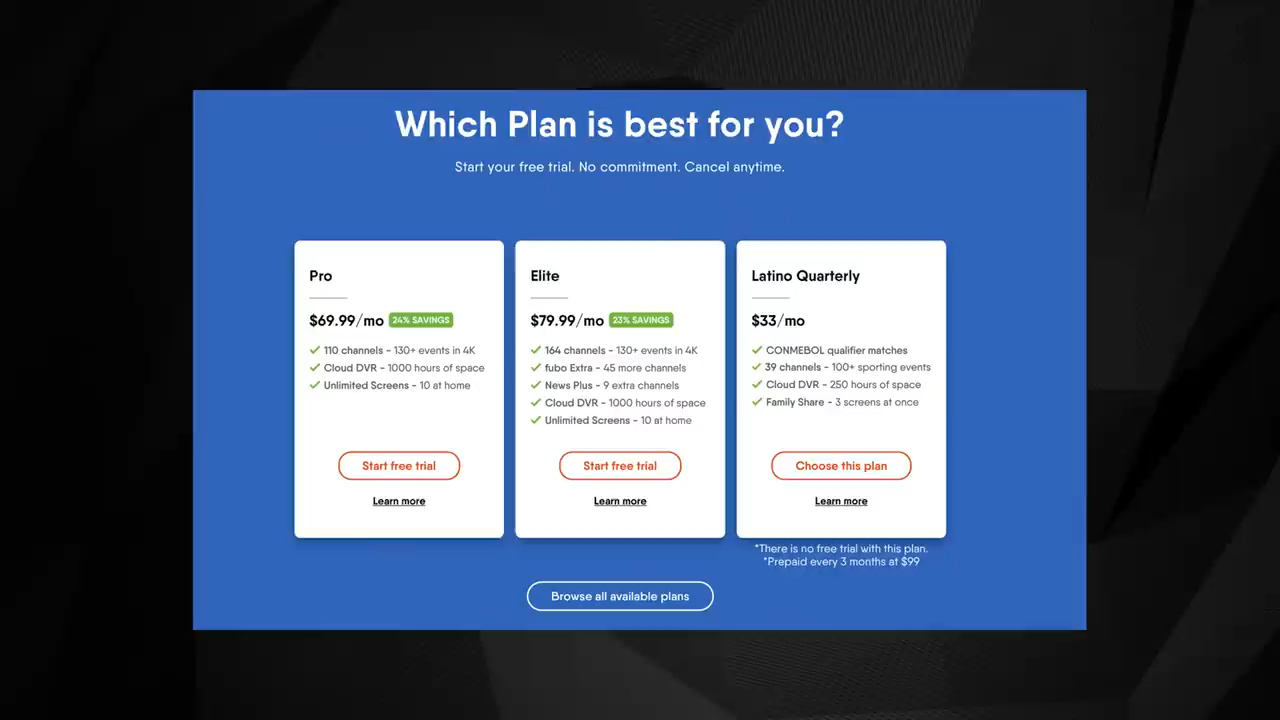 Which Plan is best for you?
Start your free trial. No commitment. Cancel anytime.
Pro
$69.99/mo 24% SAVINGS
110 channels - 130+ events in 4K
Cloud DVR - 1000 hours of space
Unlimited Screens - 10 at home
Start free trial
Learn more
Elite
$79.99/mo 23% SAVINGS
164 channels - 130+ events in 4K
fubo Extra - 45 more channels
News Plus - 9 extra channels
Cloud DVR - 1000 hours of space
Unlimited Screens - 10 at home
Start free trial
Learn more
Latino Quarterly
$33/mo
CONMEBOL qualifier matches
39 channels - 100+ sporting events
Cloud DVR - 250 hours of space
Family Share - 3 screens at once
Choose this plan
Learn more
*There is no free trial with this plan.
*Prepaid every 3 months at $99
Browse all available plans